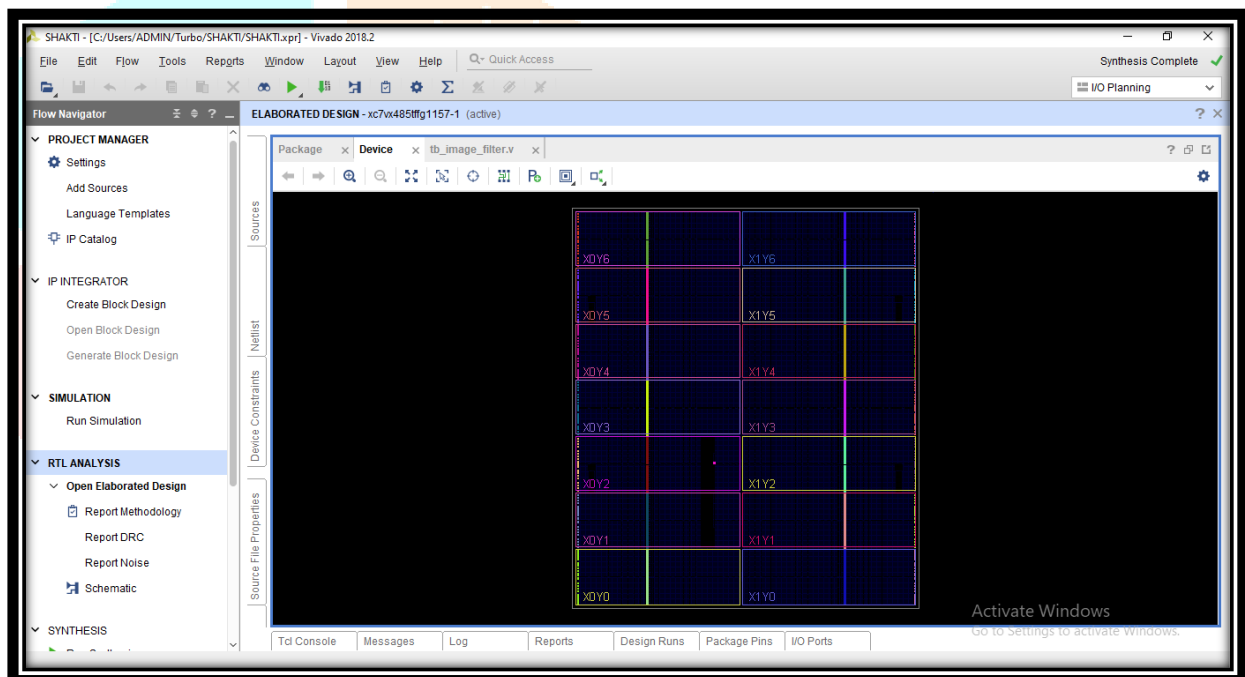 SHAKTI - [C:/Users/ADMIN/Turbo/SHAKTI/SHAKTI.xpr] - Vivado 2018.2
File Edit Flow Tools Reports Window Layout View Help Quick Access
Synthesis Complete
I/O Planning
Flow Navigator
ELABORATED DESIGN - xc7vx485tffg1157-1 (active)
PROJECT MANAGER
Settings
Add Sources
Language Templates
IP Catalog
IP INTEGRATOR
Create Block Design
Open Block Design
Generate Block Design
SIMULATION
Run Simulation
RTL ANALYSIS
Open Elaborated Design
Report Methodology
Report DRC
Report Noise
Schematic
SYNTHESIS
Sources
Netlist
Device Constraints
Source File Properties
Package Device tb_image_filter.v
X0Y6 X1Y6
X0Y5 X1Y5
X0Y4 X1Y4
X0Y3 X1Y3
X0Y2 X1Y2
X0Y1 X1Y1
X0Y0 X1Y0
Activate Windows
Go to Settings to activate Windows.
Tcl Console Messages Log Reports Design Runs Package Pins I/O Ports